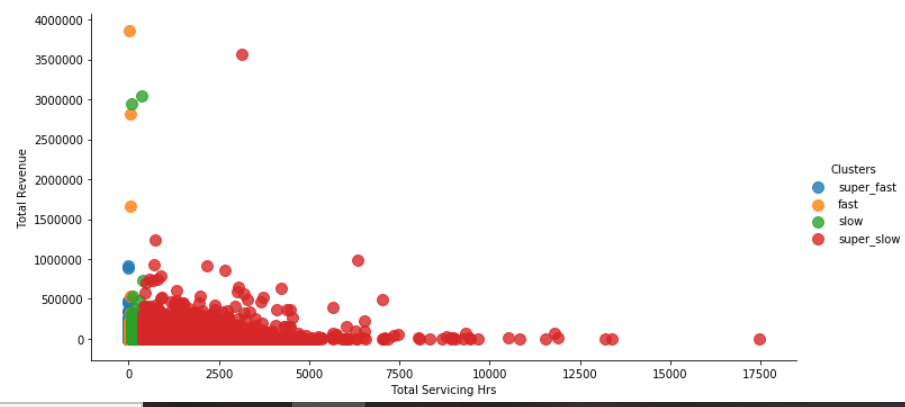 4000000
3500000
3000000
2500000
2000000
1500000
1000000
500000
0
Total Revenue
0 2500 5000 7500 10000 12500 15000 17500
Total Servicing Hrs
Clusters
super_fast
fast
slow
super_slow